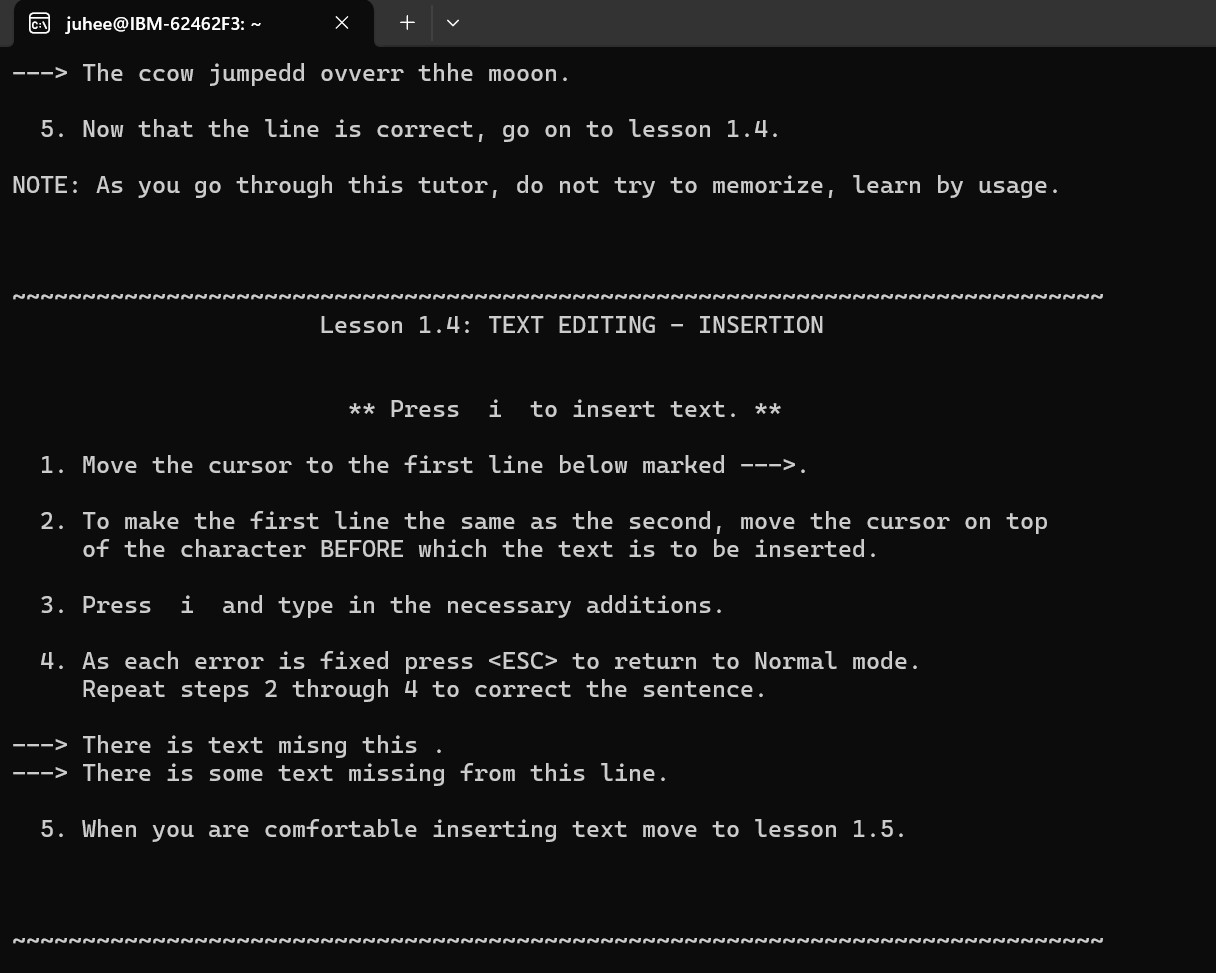 juhee@IBM-62462F3: ~
---> The ccow jumpedd ovverr thhe mooon.
5. Now that the line is correct, go on to lesson 1.4.
NOTE: As you go through this tutor, do not try to memorize, learn by usage.
~~~~~~~~~~~~~~~~~~~~~~~~~~~~~~~~~~~~~~~~~~~~~~~~~~~~~~~~~~~~~~~~~~~~~~~~~~~~~~
Lesson 1.4: TEXT EDITING - INSERTION
** Press  i  to insert text. **
1. Move the cursor to the first line below marked --->.
2. To make the first line the same as the second, move the cursor on top
of the character BEFORE which the text is to be inserted.
3. Press  i  and type in the necessary additions.
4. As each error is fixed press <ESC> to return to Normal mode.
Repeat steps 2 through 4 to correct the sentence.
---> There is text misng this .
---> There is some text missing from this line.
5. When you are comfortable inserting text move to lesson 1.5.
~~~~~~~~~~~~~~~~~~~~~~~~~~~~~~~~~~~~~~~~~~~~~~~~~~~~~~~~~~~~~~~~~~~~~~~~~~~~~~